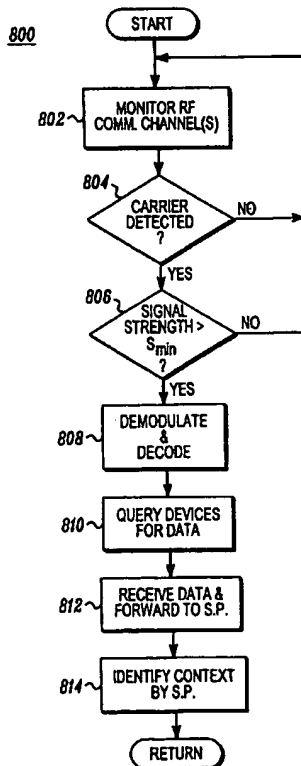 800
START
802
MONITOR RF
COMM. CHANNEL(S)
804
CARRIER
DETECTED
?
NO
YES
806
SIGNAL
STRENGTH >
Smin
?
NO
YES
808
DEMODULATE
&
DECODE
810
QUERY DEVICES
FOR DATA
812
RECEIVE DATA &
FORWARD TO S.P.
814
IDENTIFY CONTEXT
BY S.P.
RETURN